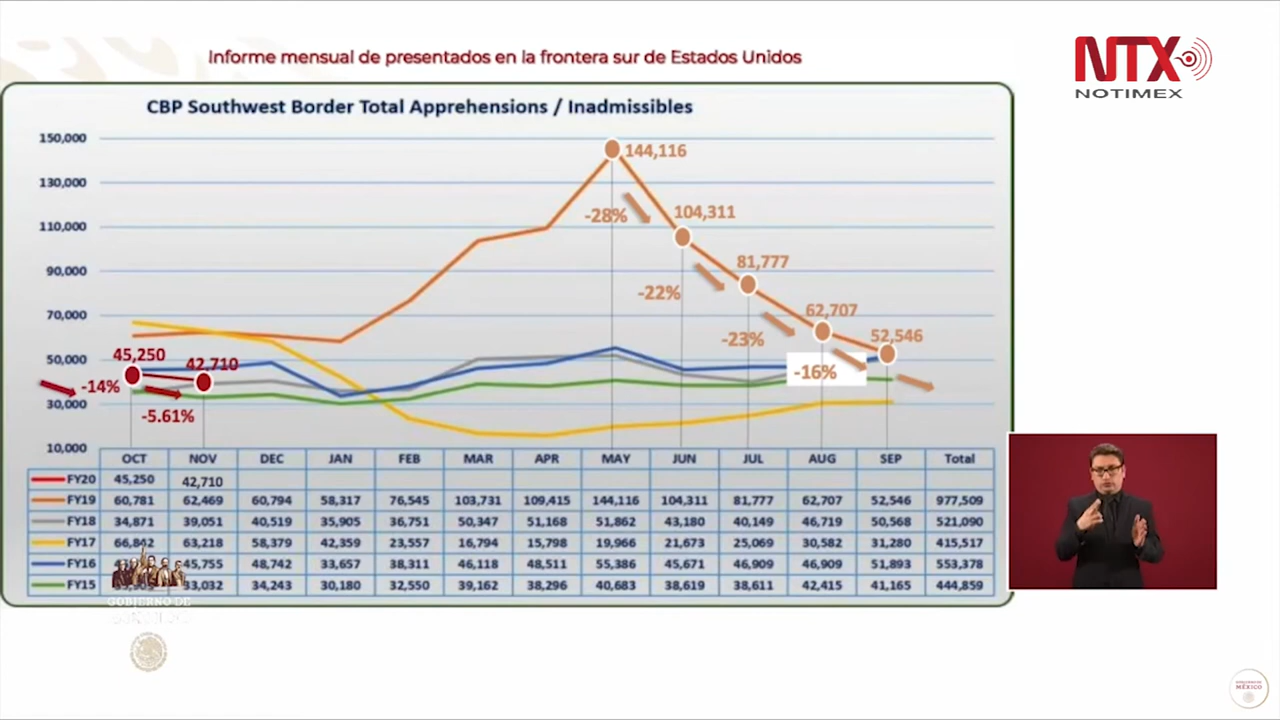 Informe mensual de presentados en la frontera sur de Estados Unidos
NTX
NOTIMEX
CBP Southwest Border Total Apprehensions / Inadmissibles
150,000
130,000
110,000
90,000
70,000
50,000
30,000
10,000
144,116
-28%
104,311
-22%
81,777
-23%
62,707
-16%
52,546
45,250
42,710
-14%
-5.61%
OCT NOV DEC JAN FEB MAR APR MAY JUN JUL AUG SEP Total
FY20 45,250 42,710
FY19 60,781 62,469 60,794 58,317 76,545 103,731 109,415 144,116 104,311 81,777 62,707 52,546 977,509
FY18 34,871 39,051 40,519 35,905 36,751 50,347 51,168 51,862 43,180 40,149 46,719 50,568 521,090
FY17 66,842 63,218 58,379 42,359 23,557 16,794 15,798 19,966 21,673 25,069 30,582 31,280 415,517
FY16 45,755 48,742 33,657 38,311 46,118 48,511 55,386 45,671 46,909 46,909 51,893 553,378
FY15 33,032 34,243 30,180 32,550 39,162 38,296 40,683 38,619 38,611 42,415 41,165 444,859
GOBIERNO DE
MÉXICO
GOBIERNO DE
MÉXICO